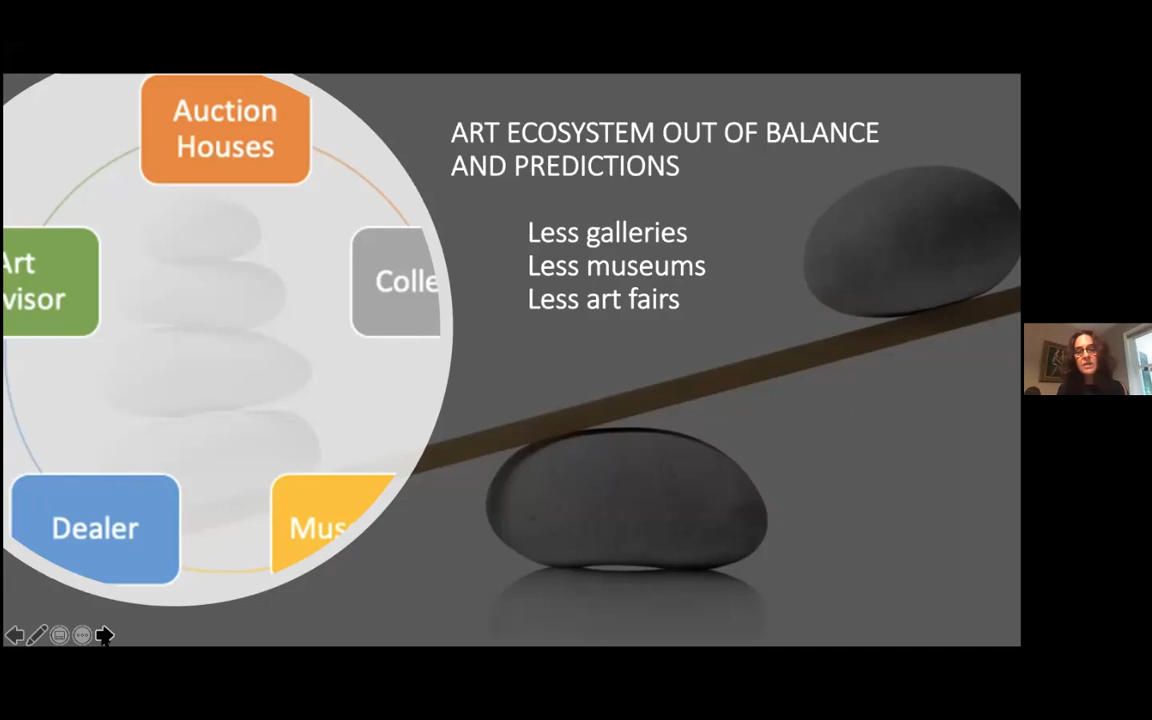 Auction
Houses
ART ECOSYSTEM OUT OF BALANCE
AND PREDICTIONS
Less galleries
Less museums
Less art fairs
Art
visor
Colle
Dealer
Mus